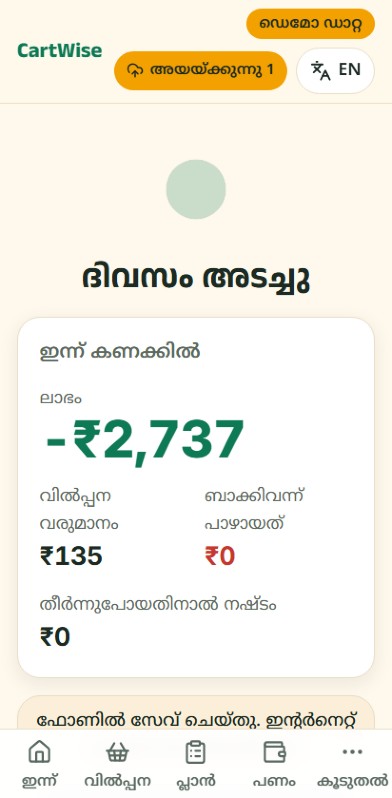 ഡെമോ ഡാറ്റ
CartWise
അയയ്ക്കുന്നു 1
EN
ദിവസം അടച്ചു
ഇന്ന് കണക്കിൽ
ലാഭം
-₹2,737
വിൽപ്പന വരുമാനം
₹135
ബാക്കിവന്ന് പാഴായത്
₹0
തീർന്നുപോയതിനാൽ നഷ്ടം
₹0
ഫോണിൽ സേവ് ചെയ്തു. ഇന്റർനെറ്റ്
ഇന്ന്
വിൽപ്പന
പ്ലാൻ
പണം
കൂടുതൽ